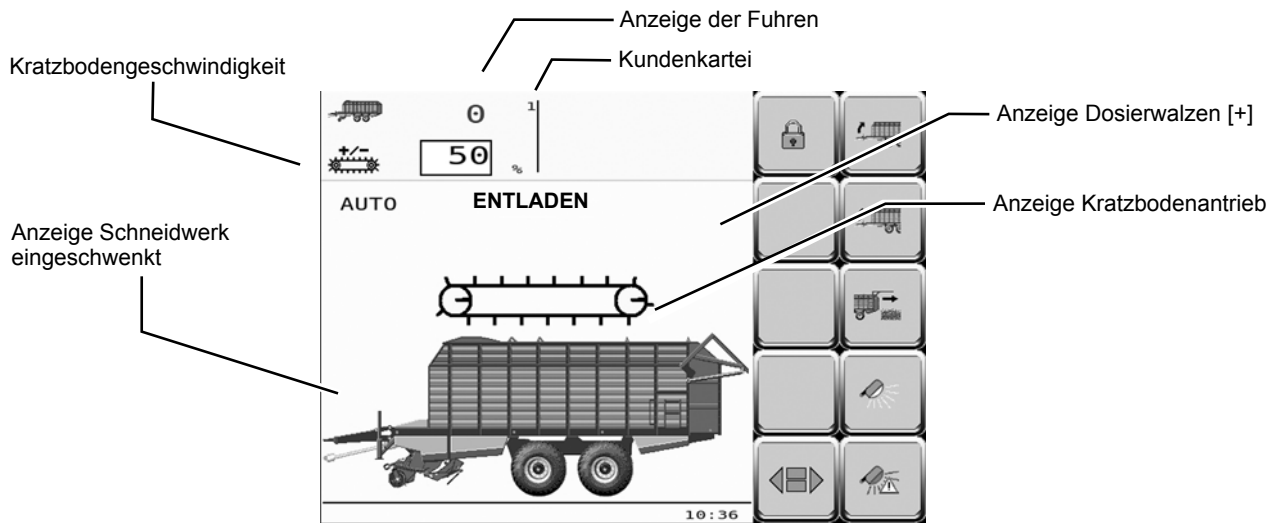 Anzeige der Fuhren
Kundenkartei
Kratzbodengeschwindigkeit
0
1
+/-
50
%
Anzeige Dosierwalzen [+]
AUTO
ENTLADEN
Anzeige Kratzbodenantrieb
Anzeige Schneidwerk
eingeschwenkt
10:36